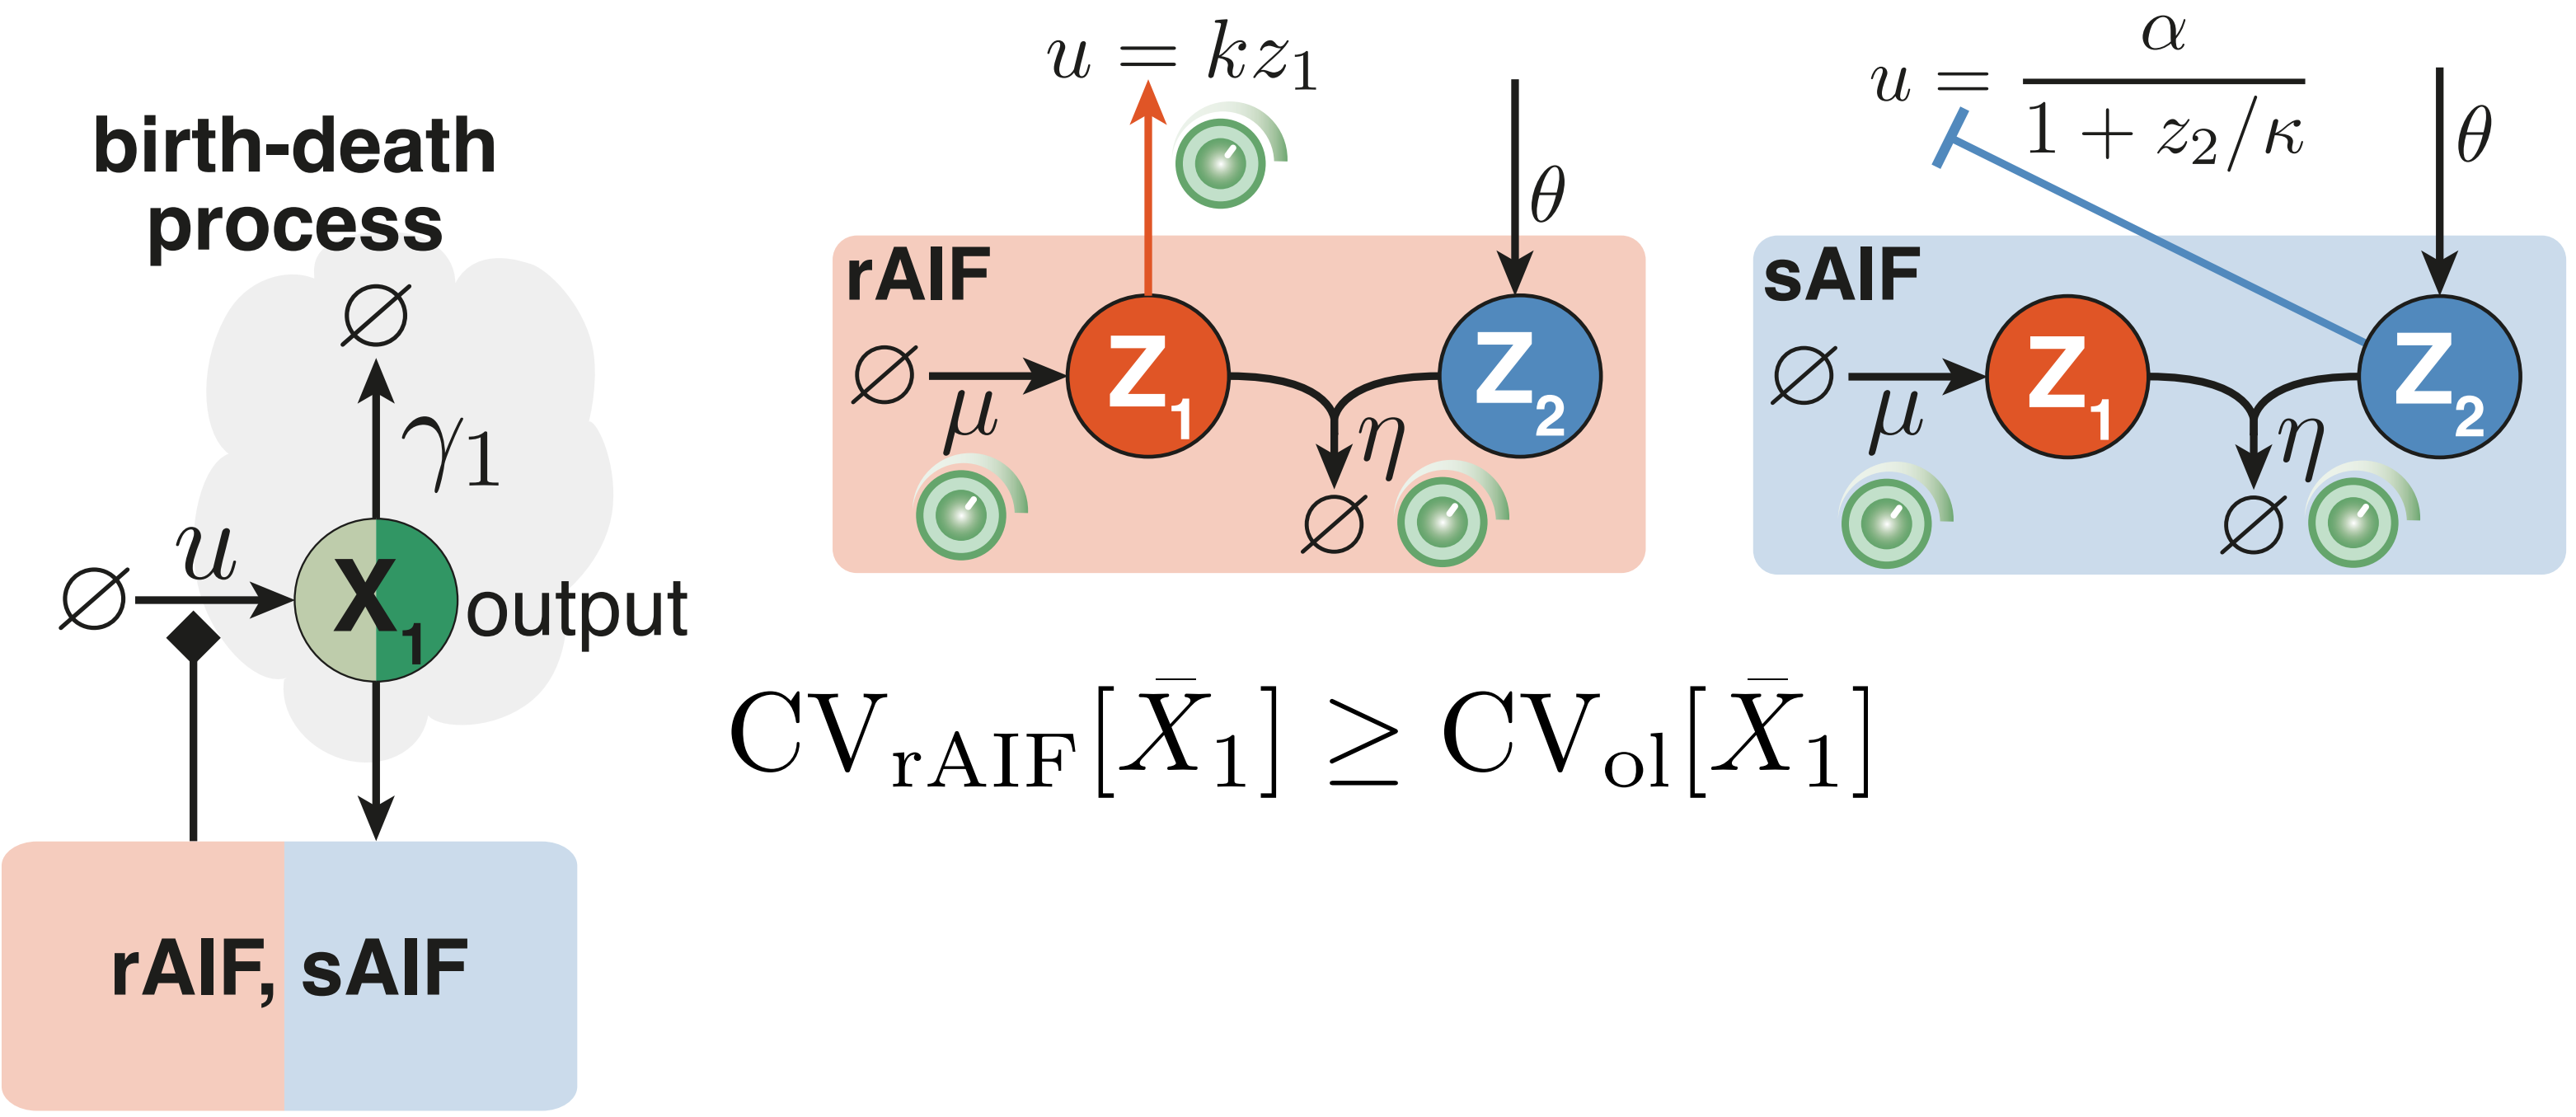 birth-death
process
∅
γ₁
u
∅
X₁
output
rAIF, sAIF
u = kz₁
θ
rAIF
∅
μ
Z₁
Z₂
η
∅
u = α / (1 + z₂/κ)
θ
sAIF
∅
μ
Z₁
Z₂
η
∅
CV_rAIF[X̄₁] ≥ CV_ol[X̄₁]